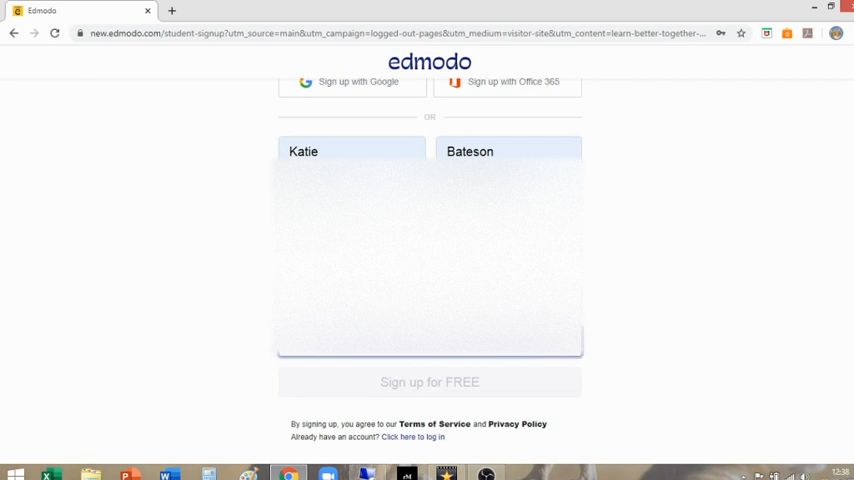 Edmodo
new.edmodo.com/student-signup?utm_source=main&utm_campaign=logged-out-pages&utm_medium=visitor-site&utm_content=learn-better-together-...
edmodo
Sign up with Google Sign up with Office 365
OR
Katie Bateson
Sign up for FREE
By signing up, you agree to our Terms of Service and Privacy Policy
Already have an account? Click here to log in
12:38